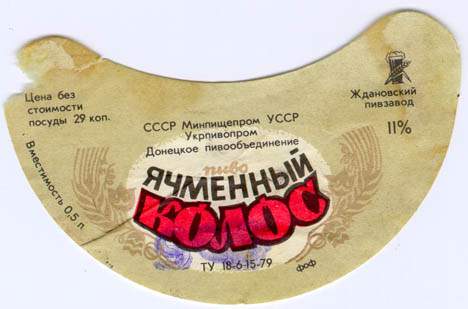 Цена без
стоимости
посуды 29 коп.
Вместимость 0,5 л
СССР Минпищепром УССР
Укрпивопром
Донецкое пивообъединение
Ждановский
пивзавод
11%
пиво
ЯЧМЕННЫЙ
КОЛОС
ТУ 18-6-15-79
фоф